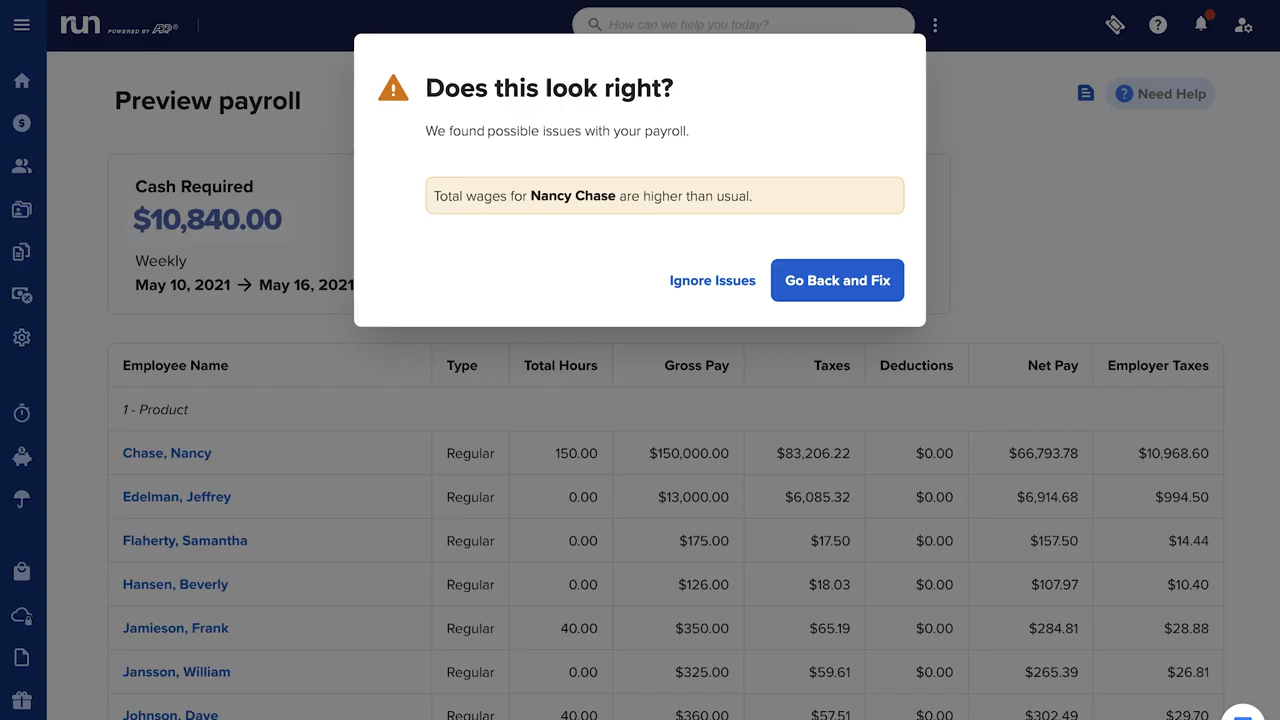 run POWERED BY ADP®
How can we help you today?
Preview payroll
Need Help
Does this look right?
We found possible issues with your payroll.
Total wages for Nancy Chase are higher than usual.
Ignore Issues
Go Back and Fix
Cash Required
$10,840.00
Weekly
May 10, 2021 → May 16, 2021
Employee Name Type Total Hours Gross Pay Taxes Deductions Net Pay Employer Taxes
1 - Product
Chase, Nancy Regular 150.00 $150,000.00 $83,206.22 $0.00 $66,793.78 $10,968.60
Edelman, Jeffrey Regular 0.00 $13,000.00 $6,085.32 $0.00 $6,914.68 $994.50
Flaherty, Samantha Regular 0.00 $175.00 $17.50 $0.00 $157.50 $14.44
Hansen, Beverly Regular 0.00 $126.00 $18.03 $0.00 $107.97 $10.40
Jamieson, Frank Regular 40.00 $350.00 $65.19 $0.00 $284.81 $28.88
Jansson, William Regular 0.00 $325.00 $59.61 $0.00 $265.39 $26.81
Johnson, Dave Regular 40.00 $360.00 $57.51 $0.00 $302.49 $29.70